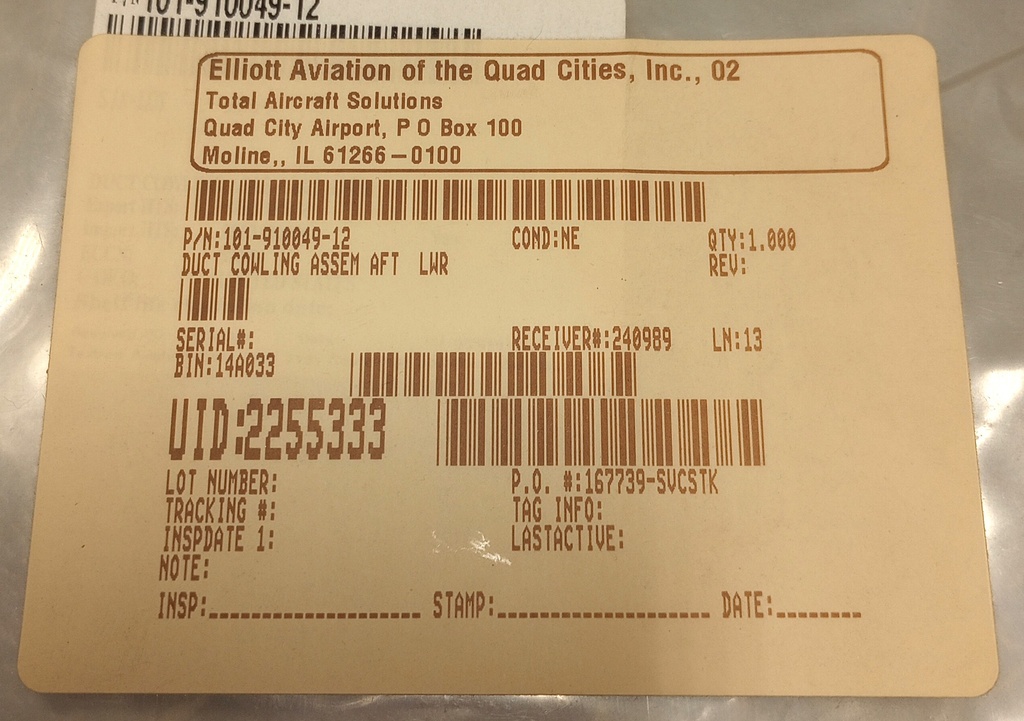 101-910049-12
Elliott Aviation of the Quad Cities, Inc., 02
Total Aircraft Solutions
Quad City Airport, P O Box 100
Moline,, IL 61266-0100
P/N:101-910049-12 COND:NE QTY:1.000
DUCT COWLING ASSEM AFT LWR REV:
SERIAL#: RECEIVER#:240989 LN:13
BIN:14A033
UID:2255333
LOT NUMBER: P.O. #:167739-SVCSTK
TRACKING #: TAG INFO:
INSPDATE 1: LASTACTIVE:
NOTE:
INSP:_____________________ STAMP:_____________________ DATE:________